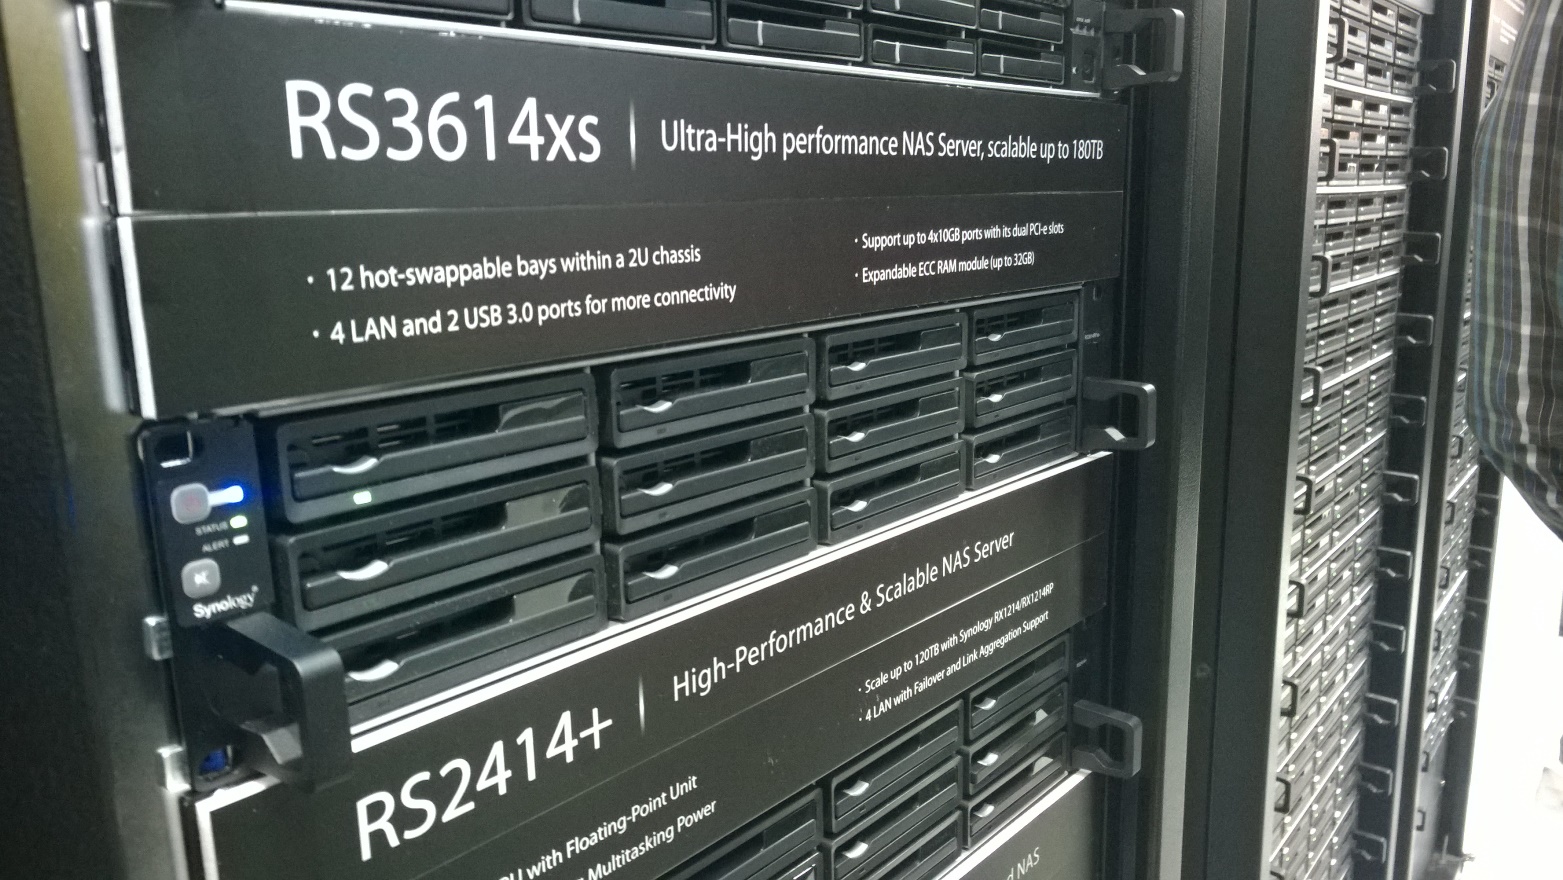 RS3614xs
Ultra-High performance NAS Server, scalable up to 180TB
· 12 hot-swappable bays within a 2U chassis
· 4 LAN and 2 USB 3.0 ports for more connectivity
· Support up to 4x10GB ports with its dual PCI-e slots
· Expandable ECC RAM module (up to 32GB)
STATUS
ALERT
Synology®
RS2414+
High-Performance & Scalable NAS Server
with Floating-Point Unit
Multitasking Power
· Scale up to 120TB with Synology RX1214/RX1214RP
· 4 LAN with Failover and Link Aggregation Support
NAS